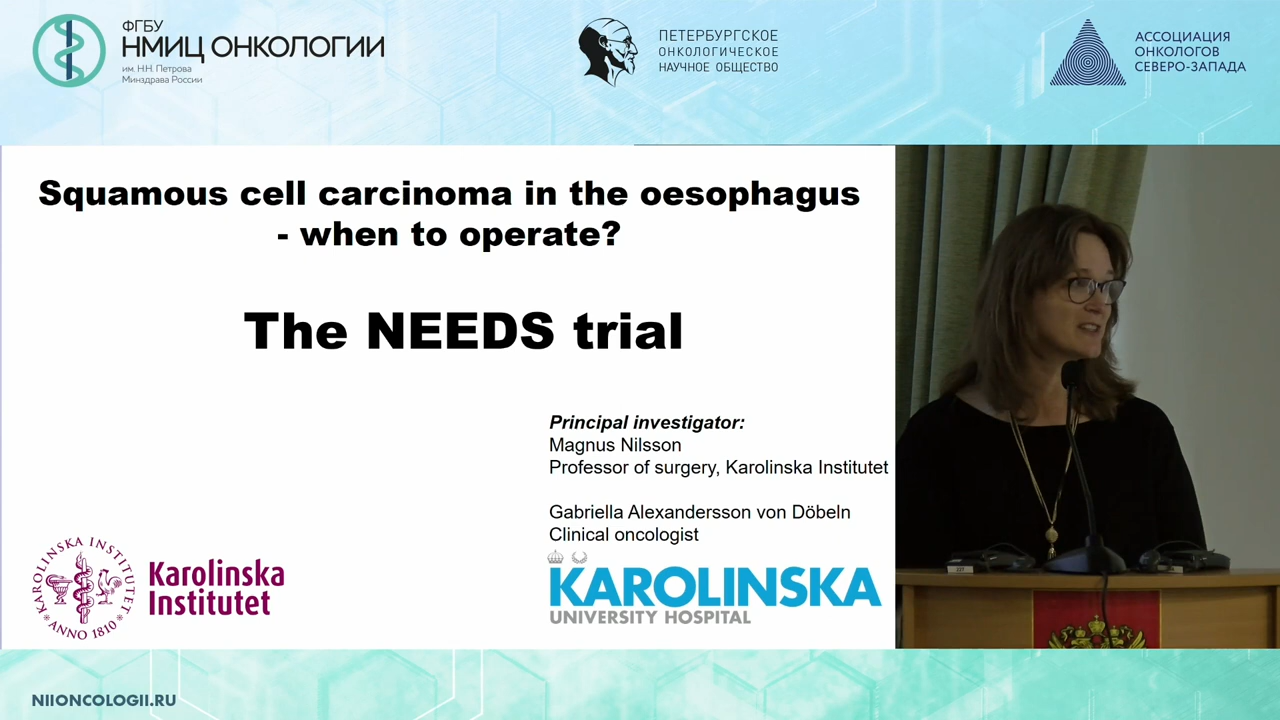 ФГБУ
НМИЦ ОНКОЛОГИИ
им. Н.Н. Петрова
Минздрава России
ПЕТЕРБУРГСКОЕ
ОНКОЛОГИЧЕСКОЕ
НАУЧНОЕ ОБЩЕСТВО
АССОЦИАЦИЯ
ОНКОЛОГОВ
СЕВЕРО-ЗАПАДА
Squamous cell carcinoma in the oesophagus
- when to operate?
The NEEDS trial
Principal investigator:
Magnus Nilsson
Professor of surgery, Karolinska Institutet
Gabriella Alexandersson von Döbeln
Clinical oncologist
KAROLINSKA INSTITUTET
ANNO 1810
Karolinska
Institutet
KAROLINSKA
UNIVERSITY HOSPITAL
NIIONCOLOGII.RU